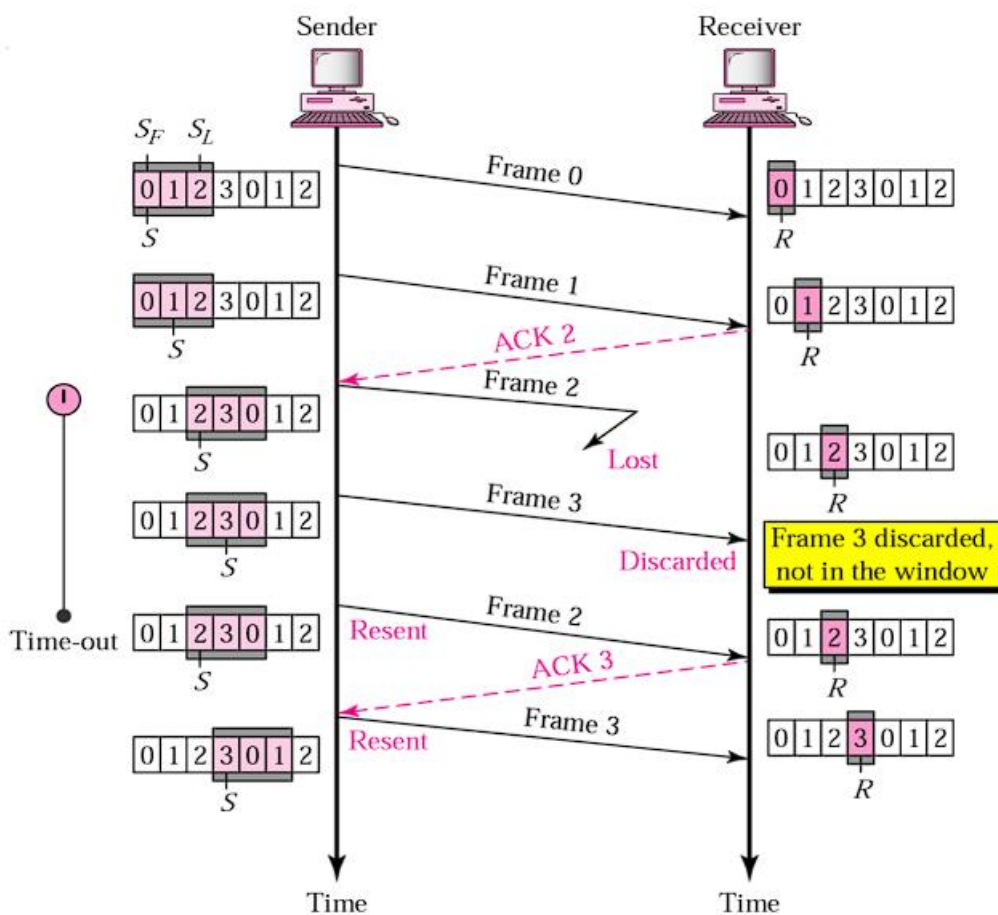 Sender
Receiver
S_F S_L
0 1 2 3 0 1 2
S
Frame 0
0 1 2 3 0 1 2
R
0 1 2 3 0 1 2
S
Frame 1
0 1 2 3 0 1 2
R
ACK 2
0 1 2 3 0 1 2
S
Frame 2
Lost
0 1 2 3 0 1 2
R
0 1 2 3 0 1 2
S
Frame 3
Discarded
Frame 3 discarded,
not in the window
Time-out
0 1 2 3 0 1 2
S
Resent
Frame 2
0 1 2 3 0 1 2
R
ACK 3
0 1 2 3 0 1 2
S
Resent
Frame 3
0 1 2 3 0 1 2
R
Time
Time